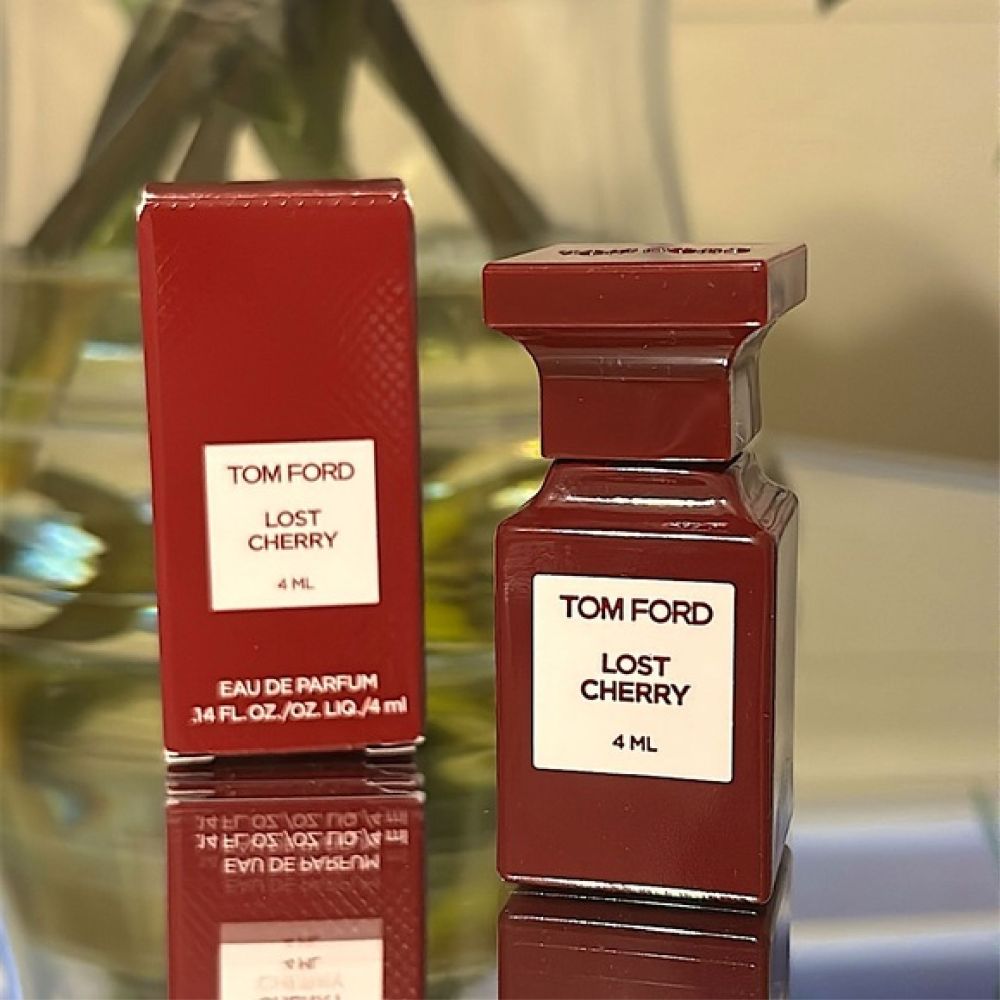 TOM FORD
LOST
CHERRY
4 ML
EAU DE PARFUM
.14 FL. OZ./OZ. LIQ./4 ml
TOM FORD
LOST
CHERRY
4 ML